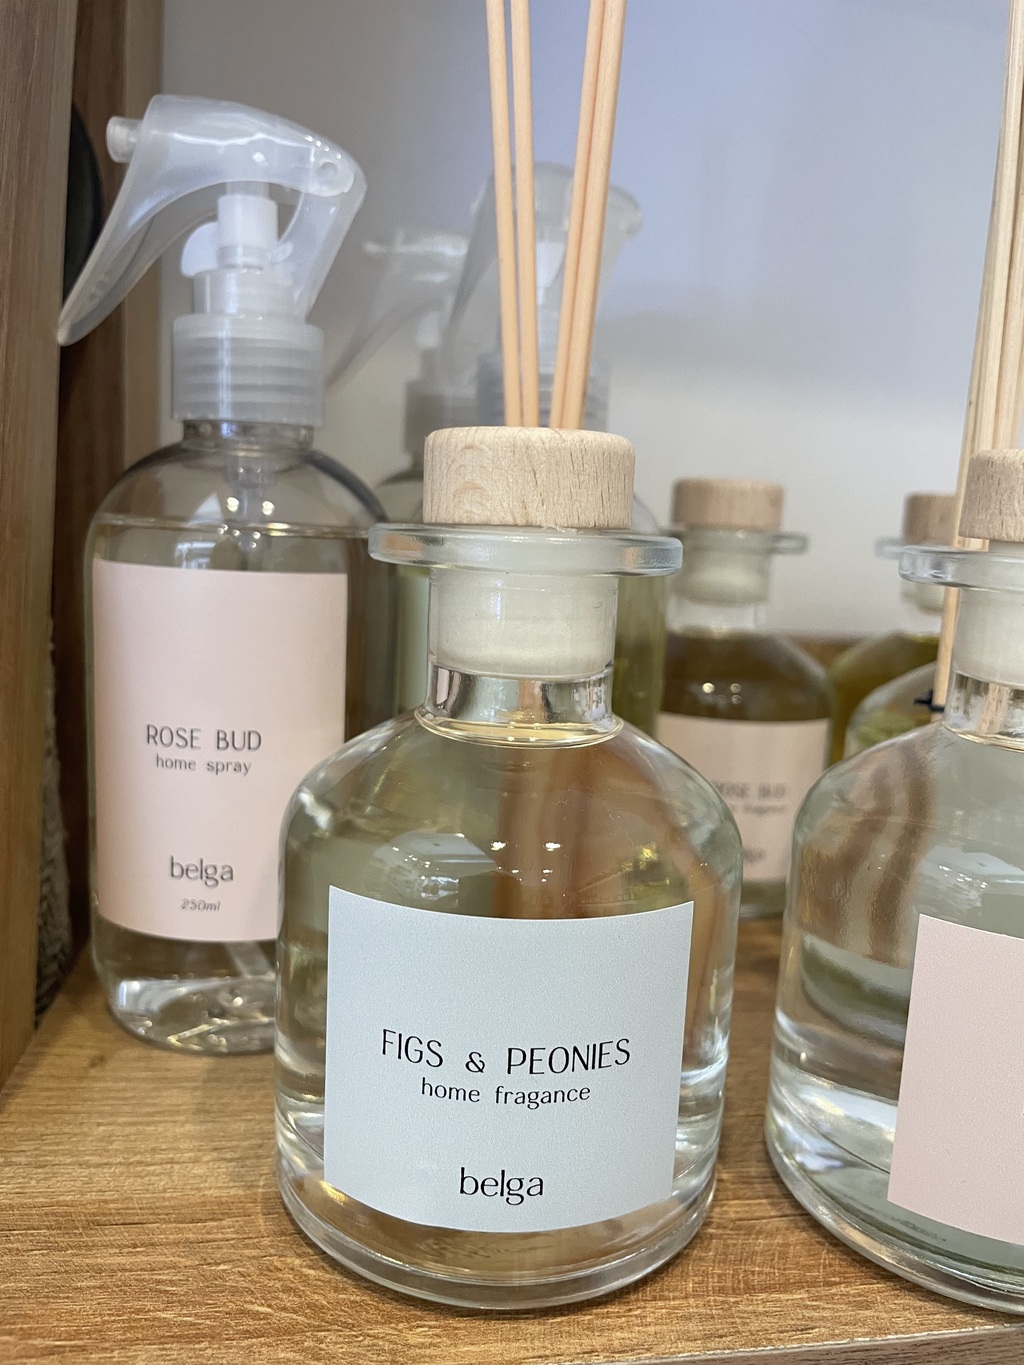 ROSE BUD
home spray
belga
250ml
FIGS & PEONIES
home fragance
belga